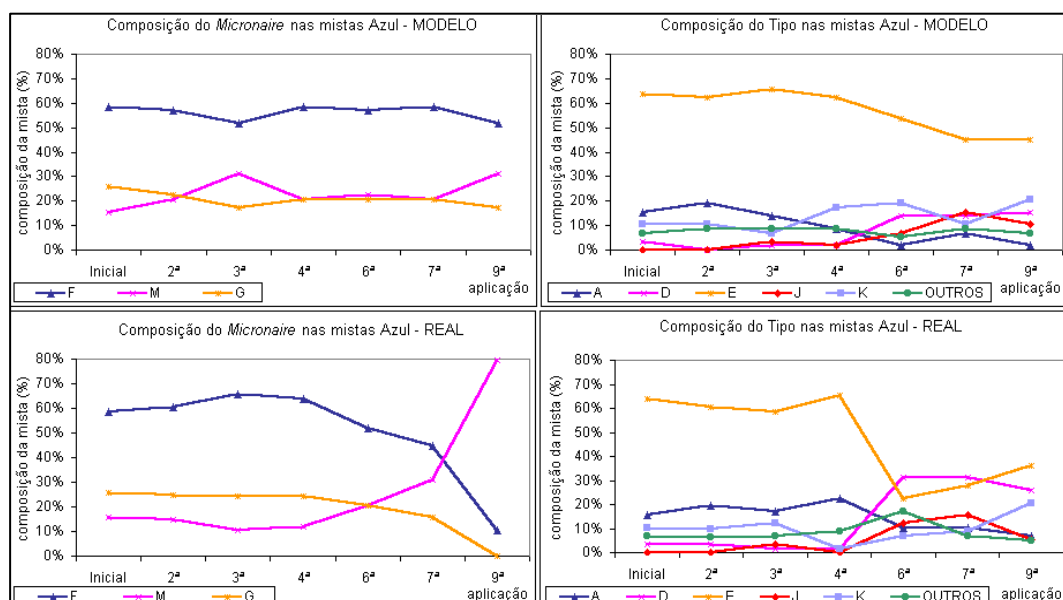 Composição do Micronaire nas mistas Azul - MODELO
composição da mista (%)
80%
70%
60%
50%
40%
30%
20%
10%
0%
Inicial 2ª 3ª 4ª 6ª 7ª 9ª
aplicação
F M G
Composição do Tipo nas mistas Azul - MODELO
composição da mista (%)
80%
70%
60%
50%
40%
30%
20%
10%
0%
Inicial 2ª 3ª 4ª 6ª 7ª 9ª
aplicação
A D E J K OUTROS
Composição do Micronaire nas mistas Azul - REAL
composição da mista (%)
80%
70%
60%
50%
40%
30%
20%
10%
0%
Inicial 2ª 3ª 4ª 6ª 7ª 9ª
aplicação
F M G
Composição do Tipo nas mistas Azul - REAL
composição da mista (%)
80%
70%
60%
50%
40%
30%
20%
10%
0%
Inicial 2ª 3ª 4ª 6ª 7ª 9ª
aplicação
A D E J K OUTROS